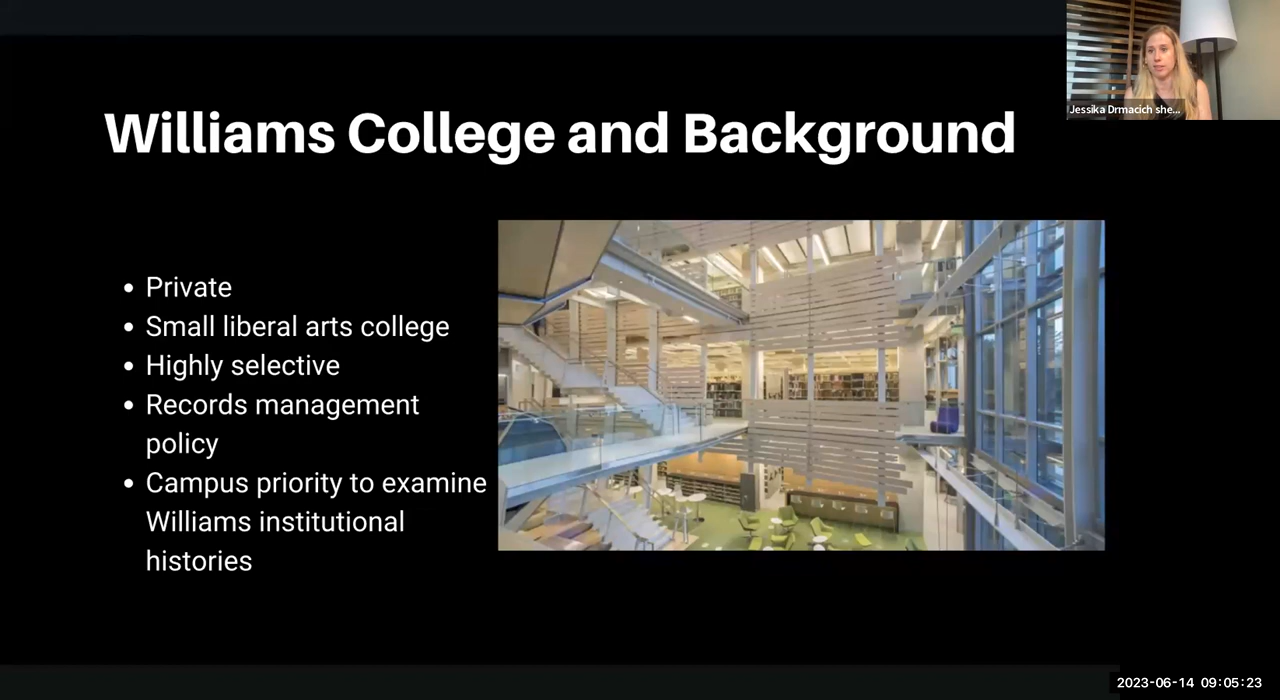 Jessika Drmacich she...
Williams College and Background
• Private
• Small liberal arts college
• Highly selective
• Records management
policy
• Campus priority to examine
Williams institutional
histories
2023-06-14 09:05:23